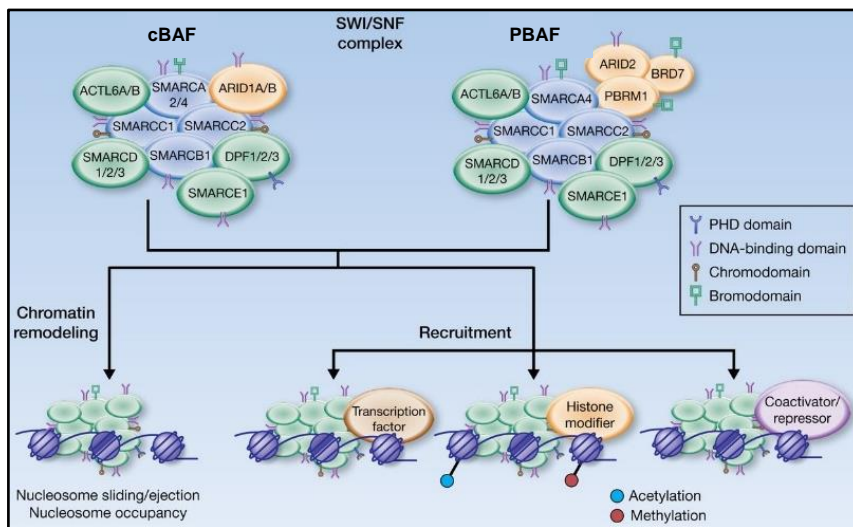 cBAF
SWI/SNF
complex
PBAF
ACTL6A/B
SMARCA
2/4
ARID1A/B
SMARCC1
SMARCC2
SMARCD
1/2/3
SMARCB1
DPF1/2/3
SMARCE1
ARID2
BRD7
ACTL6A/B
SMARCA4
PBRM1
SMARCC1
SMARCC2
SMARCD
1/2/3
SMARCB1
DPF1/2/3
SMARCE1
PHD domain
DNA-binding domain
Chromodomain
Bromodomain
Chromatin
remodeling
Recruitment
Transcription
factor
Histone
modifier
Coactivator/
repressor
Nucleosome sliding/ejection
Nucleosome occupancy
Acetylation
Methylation